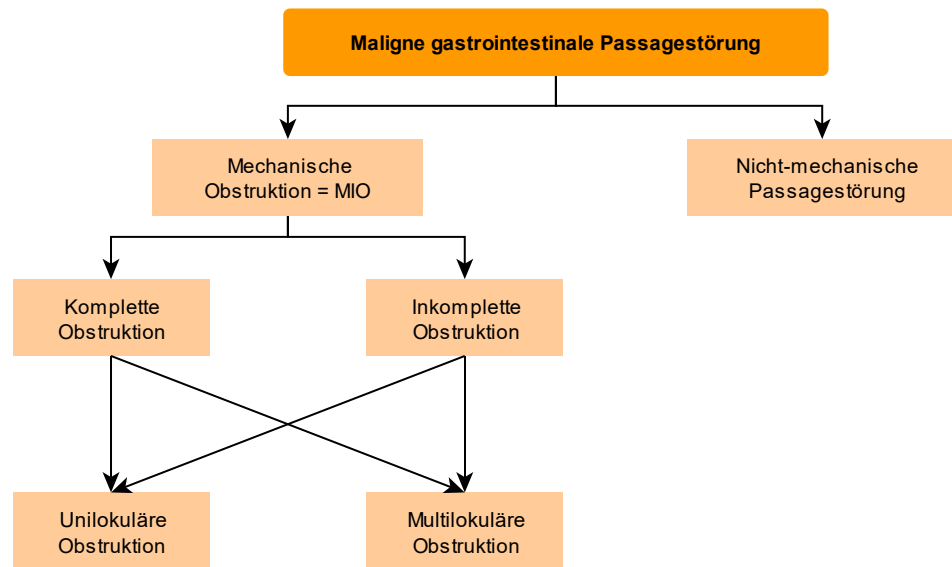 Maligne gastrointestinale Passagestörung
Mechanische
Obstruktion = MIO
Nicht-mechanische
Passagestörung
Komplette
Obstruktion
Inkomplette
Obstruktion
Unilokuläre
Obstruktion
Multilokuläre
Obstruktion